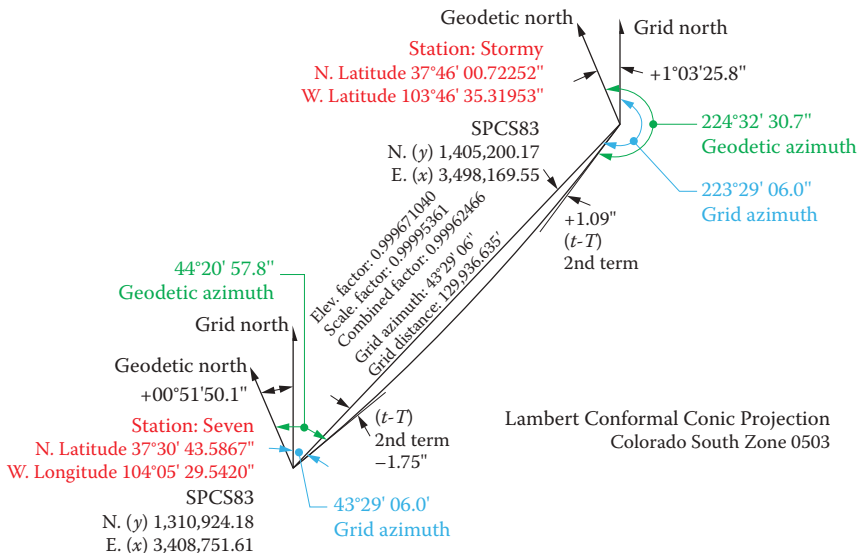 Geodetic north
Grid north
Station: Stormy
N. Latitude 37°46' 00.72252"
W. Latitude 103°46' 35.31953"
+1°03'25.8"
SPCS83
N. (y) 1,405,200.17
E. (x) 3,498,169.55
224°32' 30.7"
Geodetic azimuth
223°29' 06.0"
Grid azimuth
+1.09"
(t-T)
2nd term
Elev. factor: 0.999671040
Scale. factor: 0.99995361
Combined factor: 0.99962466
Grid azimuth: 43°29' 06"
Grid distance: 129,936.635'
44°20' 57.8"
Geodetic azimuth
Grid north
Geodetic north
+00°51'50.1"
Station: Seven
N. Latitude 37°30' 43.5867"
W. Longitude 104°05' 29.5420"
SPCS83
N. (y) 1,310,924.18
E. (x) 3,408,751.61
(t-T)
2nd term
−1.75"
43°29' 06.0'
Grid azimuth
Lambert Conformal Conic Projection
Colorado South Zone 0503